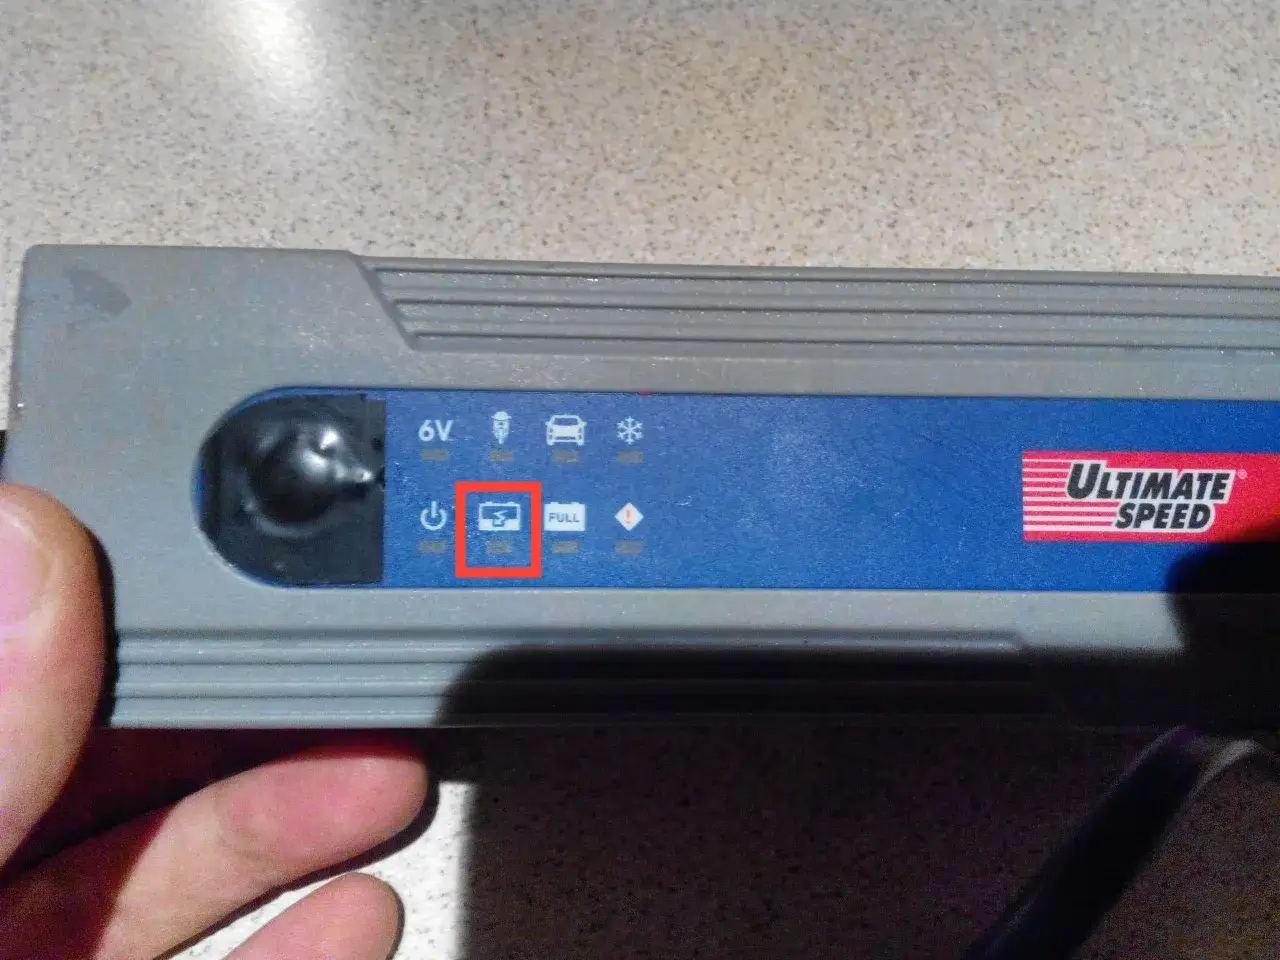 6V
FULL
!
ULTIMATE
SPEED®